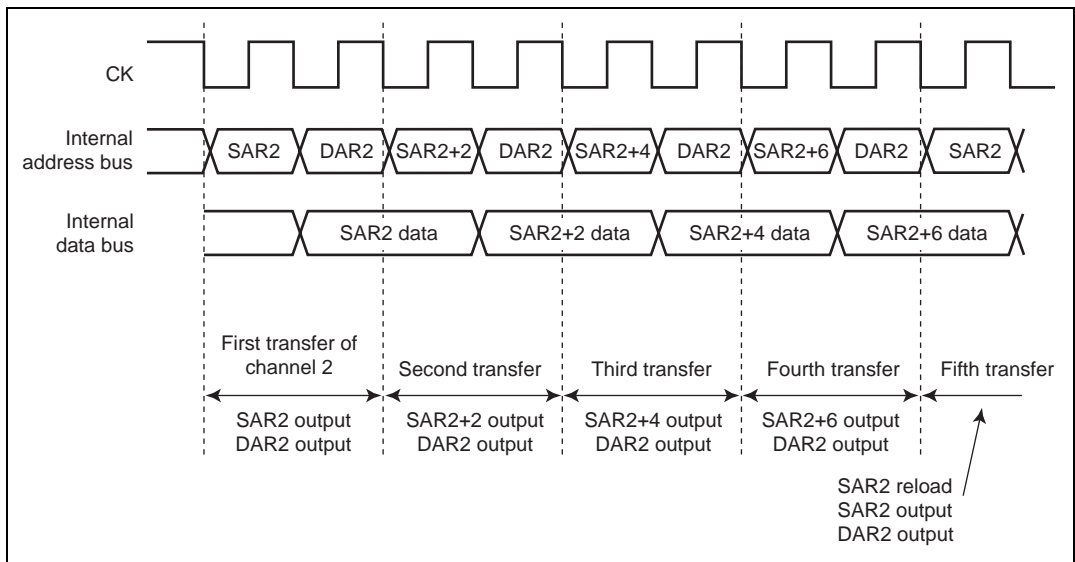 CK
Internal
address bus
SAR2 DAR2 SAR2+2 DAR2 SAR2+4 DAR2 SAR2+6 DAR2 SAR2
Internal
data bus
SAR2 data SAR2+2 data SAR2+4 data SAR2+6 data
First transfer of
channel 2
Second transfer Third transfer Fourth transfer Fifth transfer
SAR2 output SAR2+2 output SAR2+4 output SAR2+6 output
DAR2 output DAR2 output DAR2 output DAR2 output
SAR2 reload
SAR2 output
DAR2 output